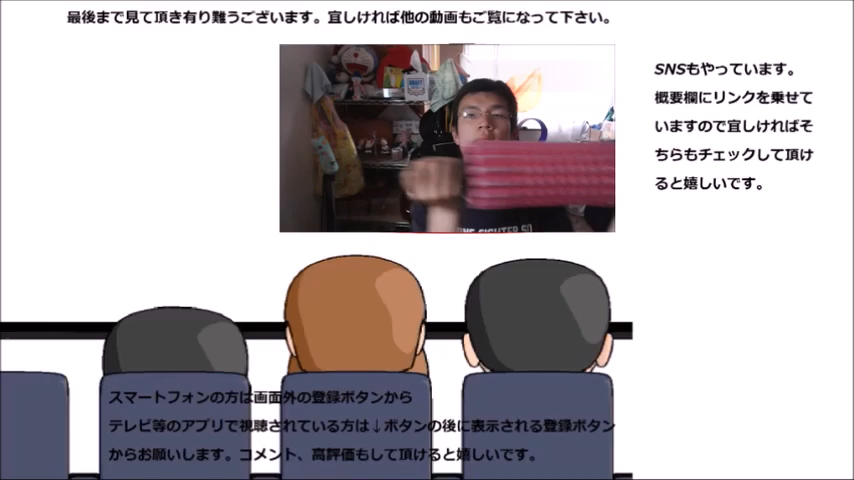 最後まで見て頂き有り難うございます。宜しければ他の動画もご覧になって下さい。
SNSもやっています。
概要欄にリンクを乗せて
いますので宜しければそ
ちらもチェックして頂け
ると嬉しいです。
スマートフォンの方は画面外の登録ボタンから
テレビ等のアプリで視聴されている方は↓ボタンの後に表示される登録ボタン
からお願いします。コメント、高評価もして頂けると嬉しいです。